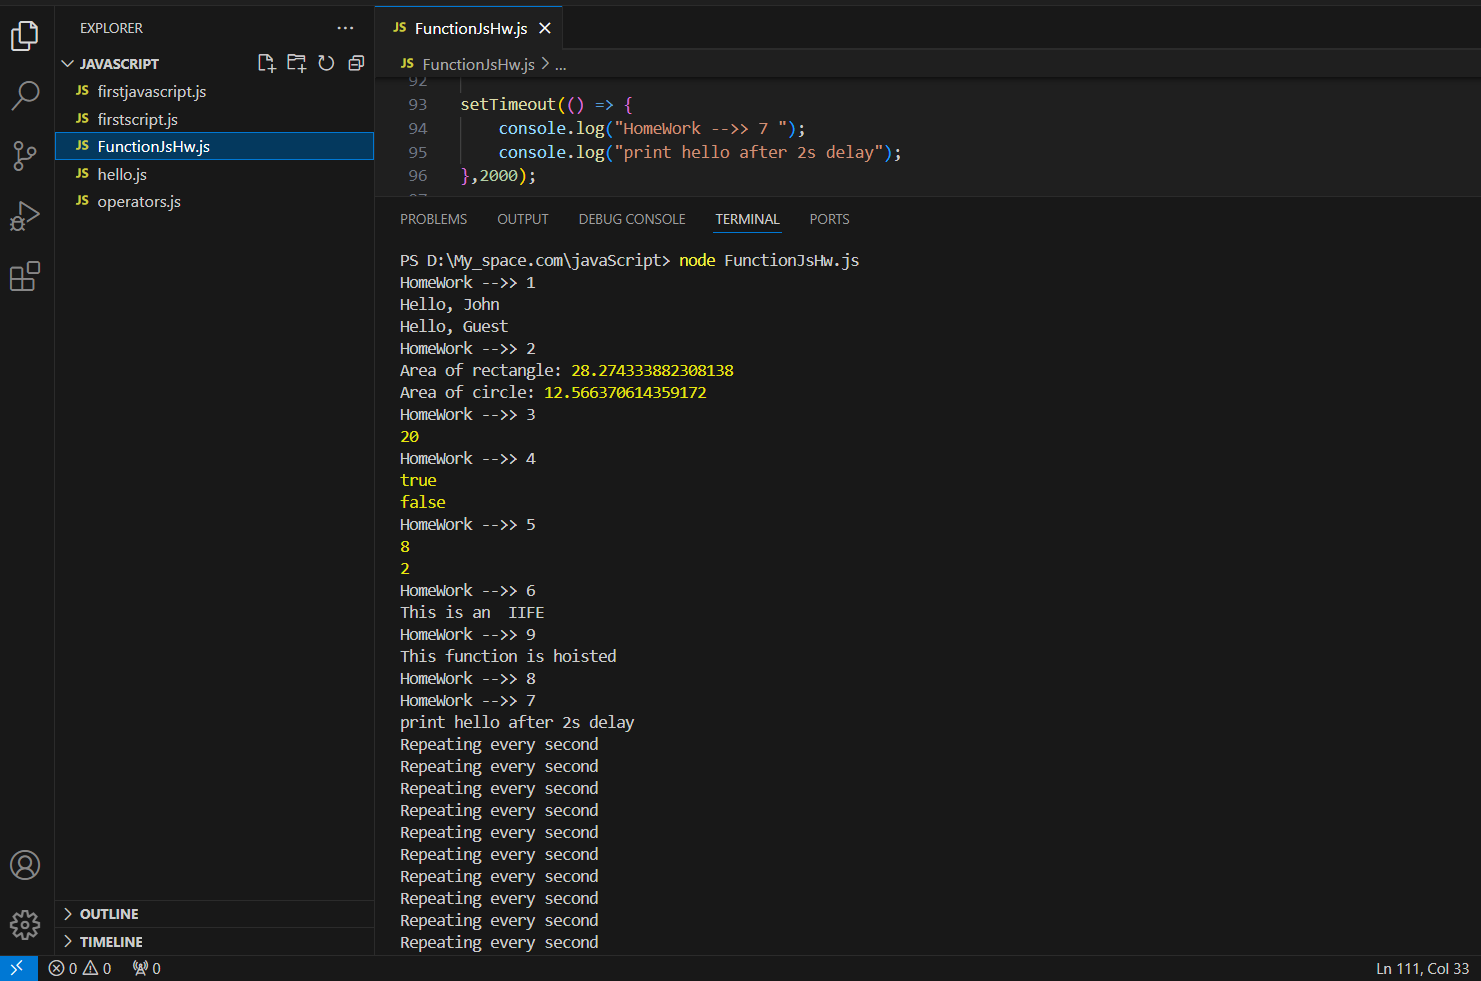 EXPLORER
JAVASCRIPT
JS firstjavascript.js
JS firstscript.js
JS FunctionJsHw.js
JS hello.js
JS operators.js
OUTLINE
TIMELINE
JS FunctionJsHw.js
JS FunctionJsHw.js > ...
92
93 setTimeout(() => {
94 console.log("HomeWork -->> 7 ");
95 console.log("print hello after 2s delay");
96 },2000);
PROBLEMS OUTPUT DEBUG CONSOLE TERMINAL PORTS
PS D:\My_space.com\javaScript> node FunctionJsHw.js
HomeWork -->> 1
Hello, John
Hello, Guest
HomeWork -->> 2
Area of rectangle: 28.274333882308138
Area of circle: 12.566370614359172
HomeWork -->> 3
20
HomeWork -->> 4
true
false
HomeWork -->> 5
8
2
HomeWork -->> 6
This is an  IIFE
HomeWork -->> 9
This function is hoisted
HomeWork -->> 8
HomeWork -->> 7
print hello after 2s delay
Repeating every second
Repeating every second
Repeating every second
Repeating every second
Repeating every second
Repeating every second
Repeating every second
Repeating every second
Repeating every second
Repeating every second
0 0 0
Ln 111, Col 33